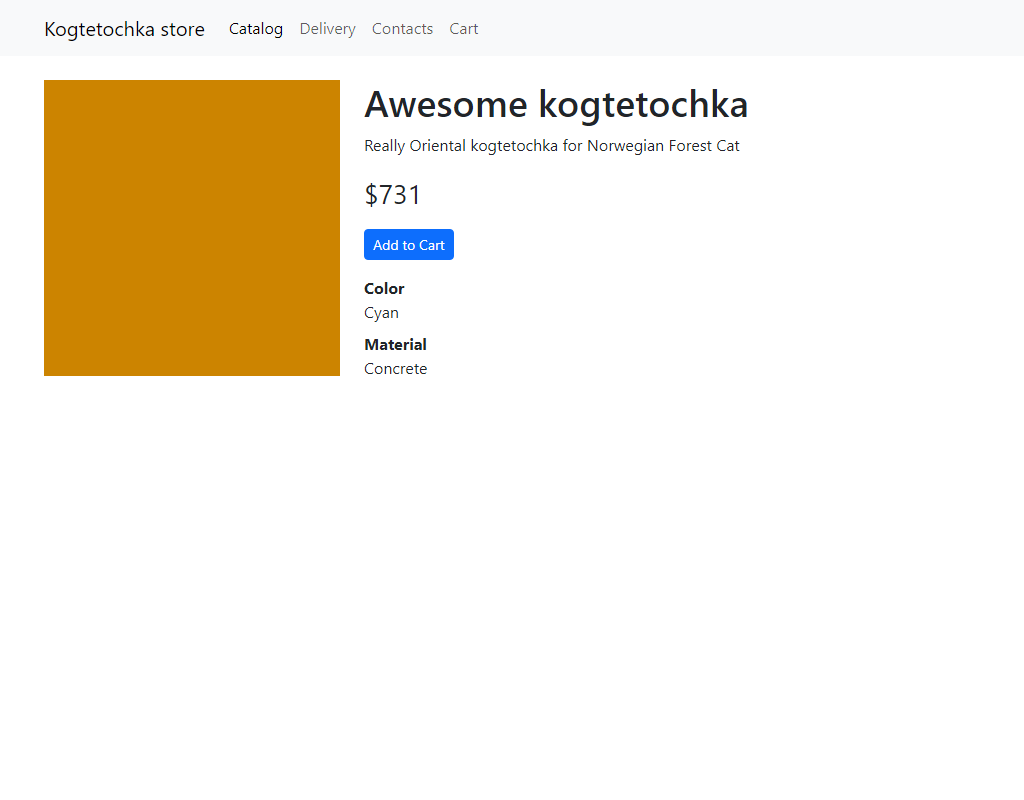 Kogtetochka store Catalog Delivery Contacts Cart
Awesome kogtetochka
Really Oriental kogtetochka for Norwegian Forest Cat
$731
Add to Cart
Color
Cyan
Material
Concrete